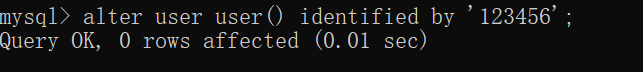 mysql> alter user user() identified by '123456';
Query OK, 0 rows affected (0.01 sec)